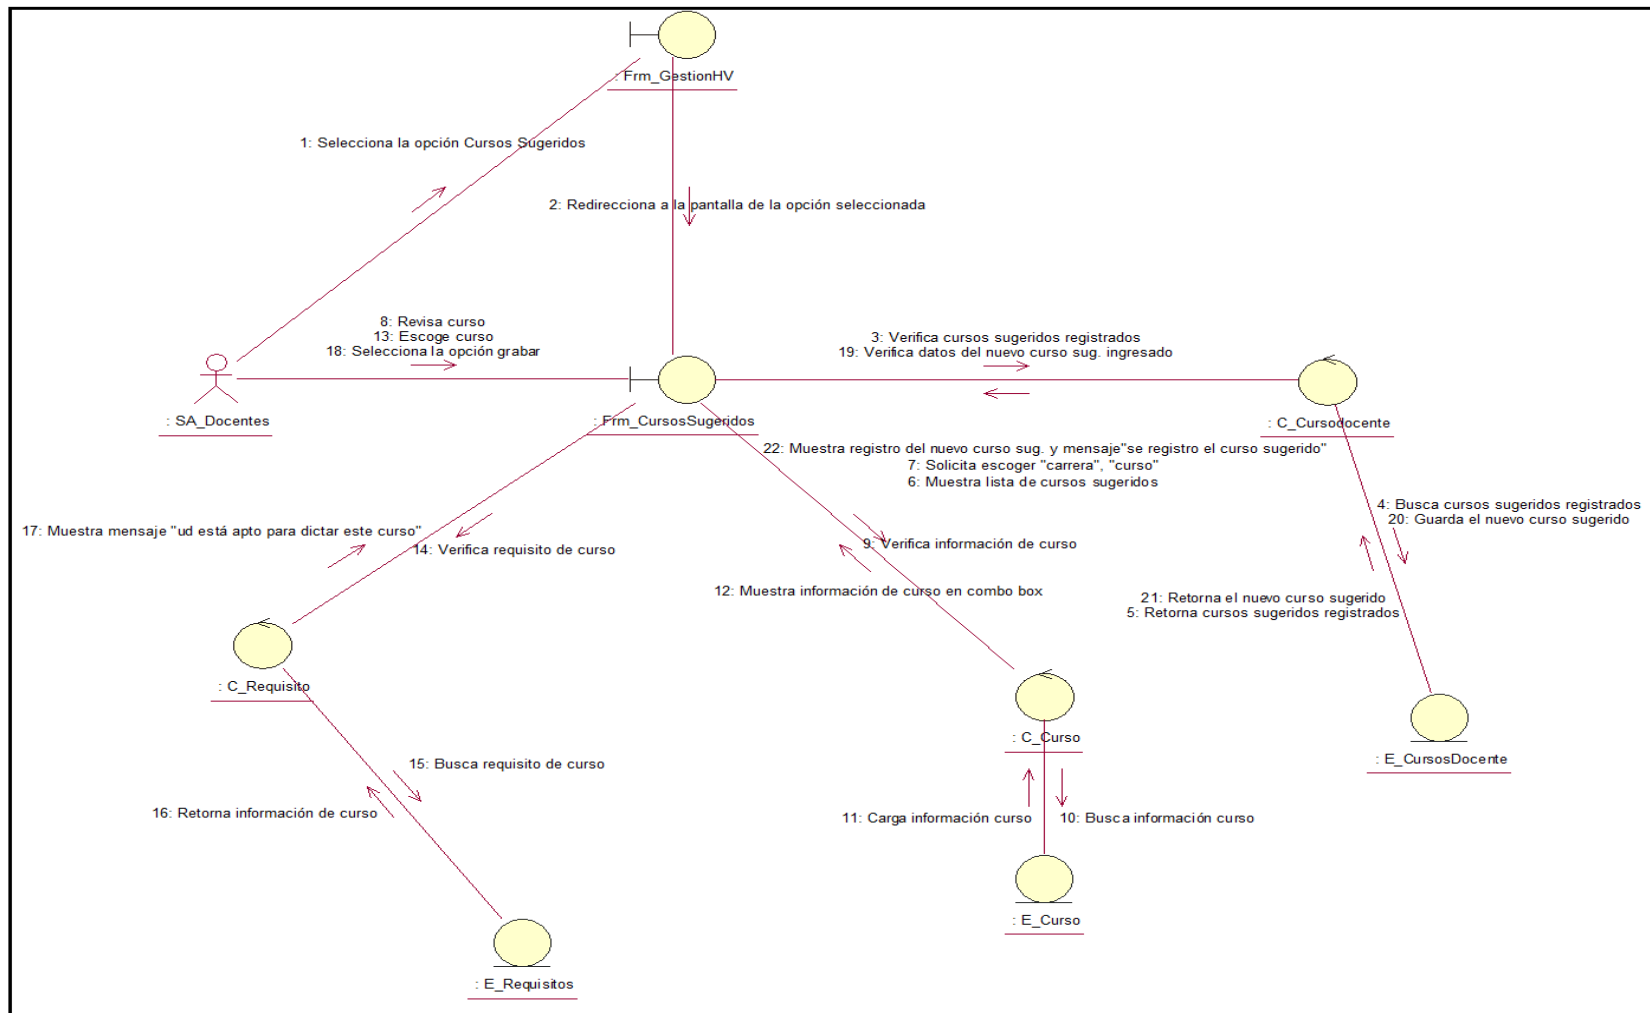 : Frm_GestionHV
1: Selecciona la opción Cursos Sugeridos
2: Redirecciona a la pantalla de la opción seleccionada
8: Revisa curso
13: Escoge curso
18: Selecciona la opción grabar
3: Verifica cursos sugeridos registrados
19: Verifica datos del nuevo curso sug. ingresado
: SA_Docentes
: Frm_CursosSugeridos
: C_Cursodocente
22: Muestra registro del nuevo curso sug. y mensaje"se registro el curso sugerido"
7: Solicita escoger "carrera", "curso"
6: Muestra lista de cursos sugeridos
4: Busca cursos sugeridos registrados
20: Guarda el nuevo curso sugerido
17: Muestra mensaje "ud está apto para dictar este curso"
14: Verifica requisito de curso
9: Verifica información de curso
12: Muestra información de curso en combo box
21: Retorna el nuevo curso sugerido
5: Retorna cursos sugeridos registrados
: C_Requisito
: C_Curso
: E_CursosDocente
15: Busca requisito de curso
16: Retorna información de curso
11: Carga información curso
10: Busca información curso
: E_Curso
: E_Requisitos